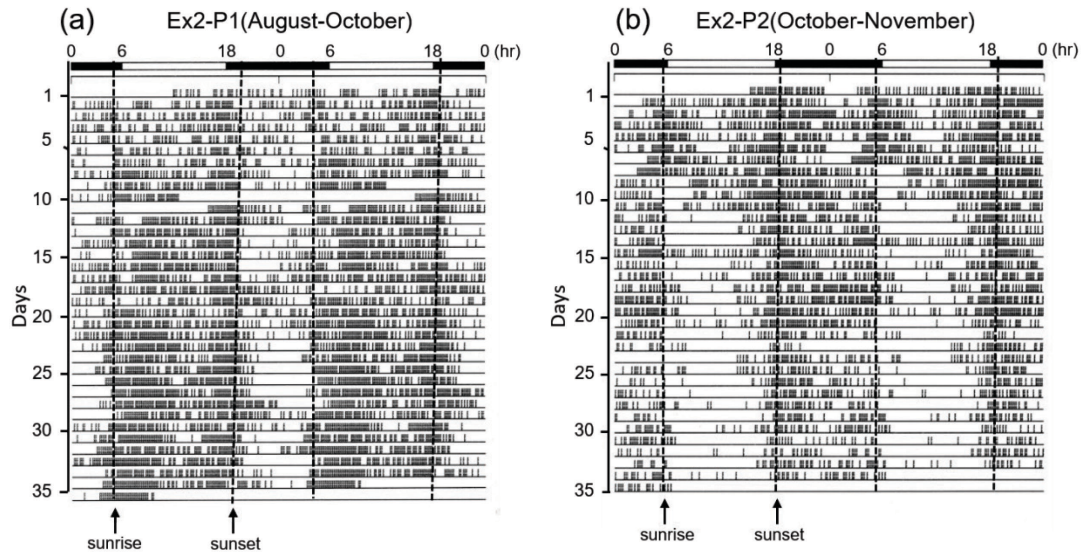 (a) Ex2-P1(August-October)
0 6 18 0 6 18 0 (hr)
1
5
10
15
20
25
30
35
Days
sunrise sunset
(b) Ex2-P2(October-November)
0 6 18 0 6 18 0 (hr)
1
5
10
15
20
25
30
35
Days
sunrise sunset